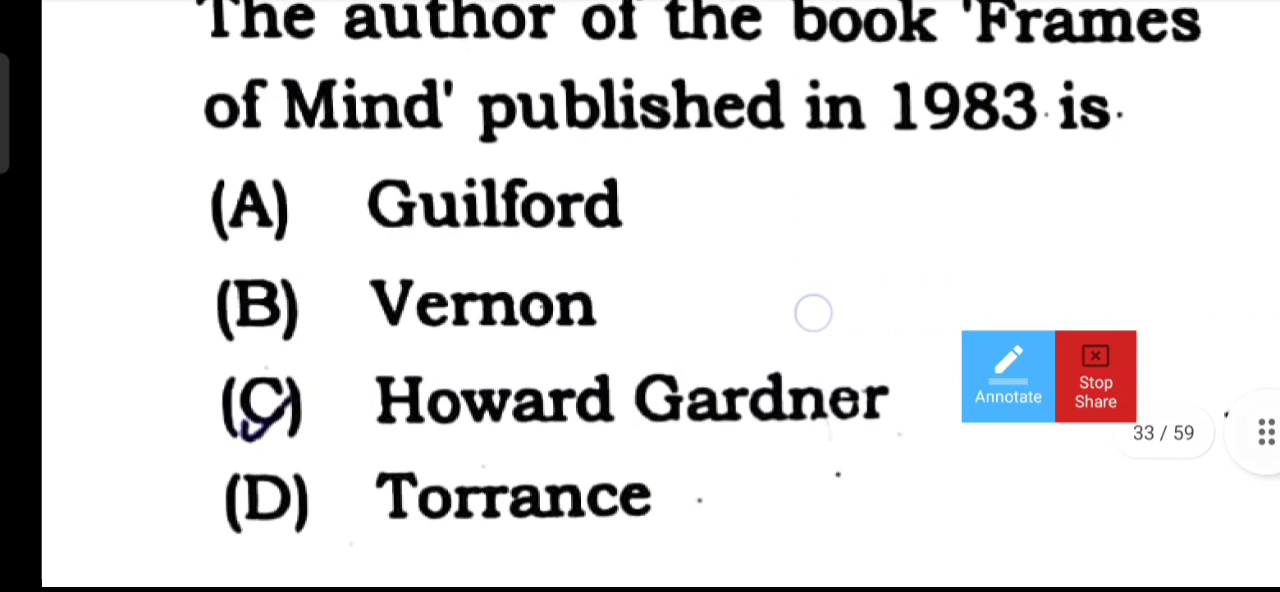 The author of the book 'Frames
of Mind' published in 1983 is
(A) Guilford
(B) Vernon
(C) Howard Gardner
(D) Torrance
Annotate
Stop
Share
33 / 59